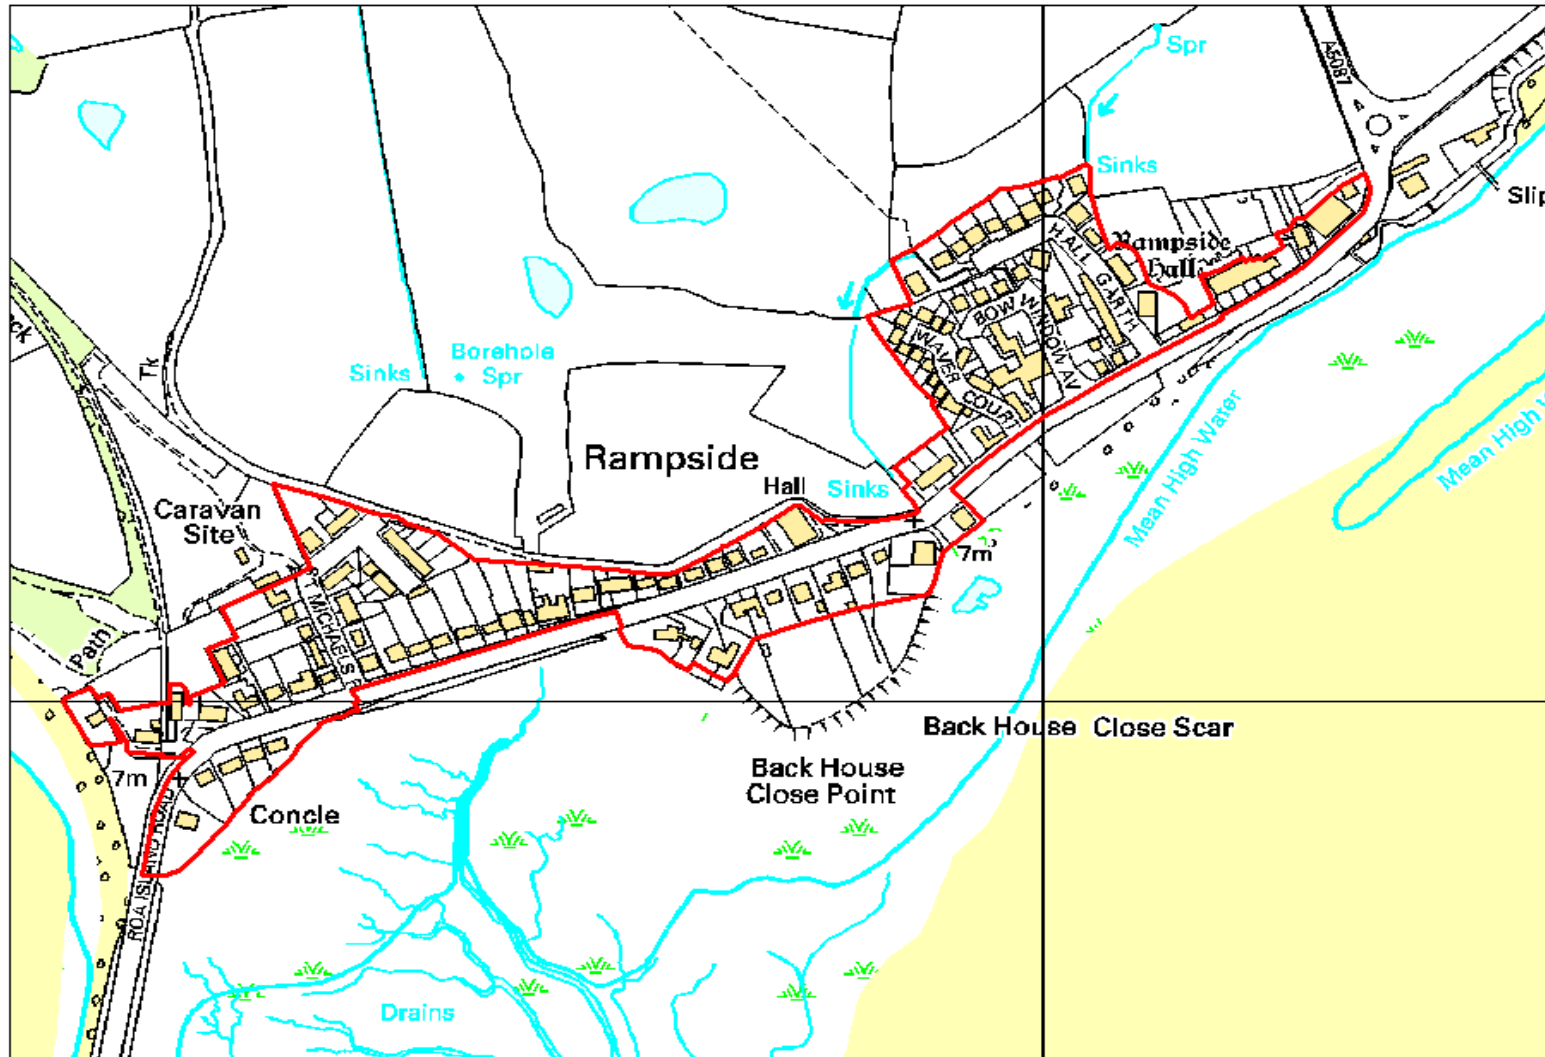 Spr
A5087
Sinks
Slip
Rampside
Hall
HALL GARTH
BOW WINDOW AV
WAVER COURT
Tk
Borehole
Sinks
Spr
Mean High Water
Mean High W
Rampside
Hall
Sinks
Caravan
Site
7m
ST MICHAELS
Path
Back House Close Scar
7m
Back House
Close Point
Concle
ROA ISLAND ROAD
Drains